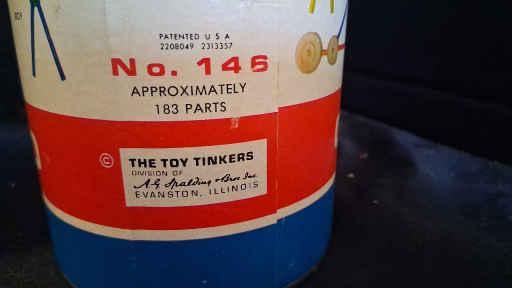 PATENTED U S A
2208049 2313357
No. 146
APPROXIMATELY
183 PARTS
©
THE TOY TINKERS
DIVISION OF
A. G. Spalding & Bros. Inc.
EVANSTON, ILLINOIS